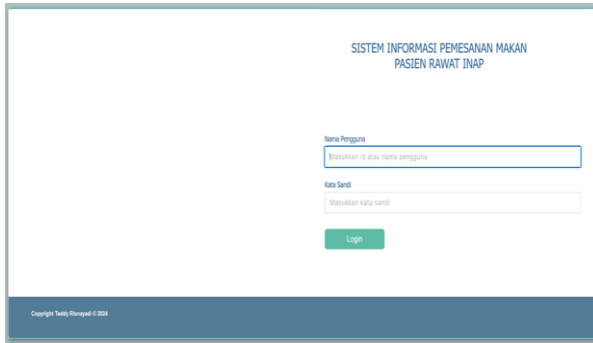 SISTEM INFORMASI PEMESANAN MAKAN
PASIEN RAWAT INAP
Nama Pengguna
Masukkan id atau nama pengguna
Kata Sandi
Masukkan kata sandi
Login
Copyright Teddy Risnayadi © 2024